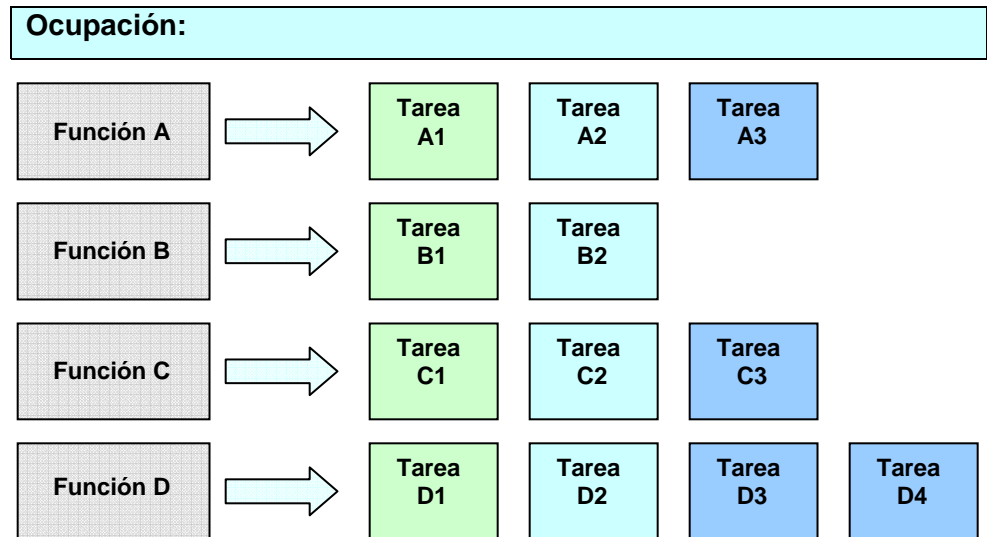 Ocupación:
Función A
Tarea
A1
Tarea
A2
Tarea
A3
Función B
Tarea
B1
Tarea
B2
Función C
Tarea
C1
Tarea
C2
Tarea
C3
Función D
Tarea
D1
Tarea
D2
Tarea
D3
Tarea
D4